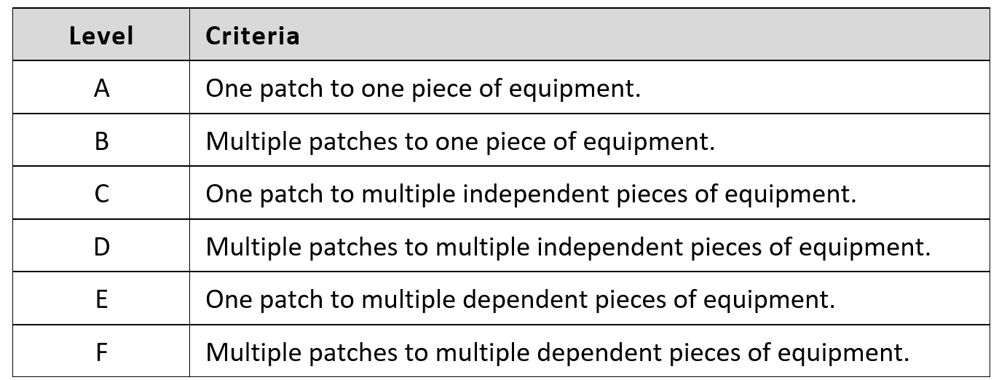 Level Criteria
A One patch to one piece of equipment.
B Multiple patches to one piece of equipment.
C One patch to multiple independent pieces of equipment.
D Multiple patches to multiple independent pieces of equipment.
E One patch to multiple dependent pieces of equipment.
F Multiple patches to multiple dependent pieces of equipment.